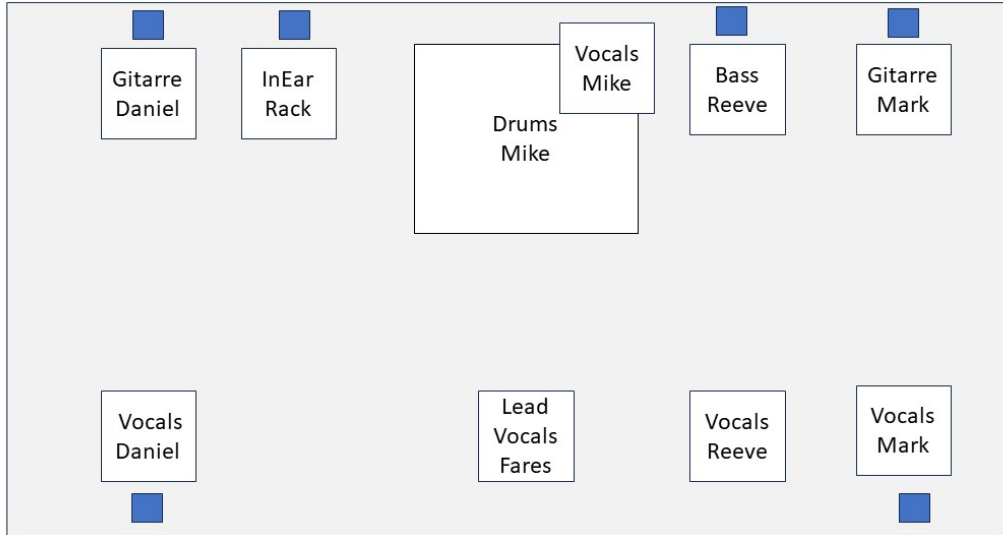 Gitarre
Daniel
InEar
Rack
Drums
Mike
Vocals
Mike
Bass
Reeve
Gitarre
Mark
Vocals
Daniel
Lead
Vocals
Fares
Vocals
Reeve
Vocals
Mark